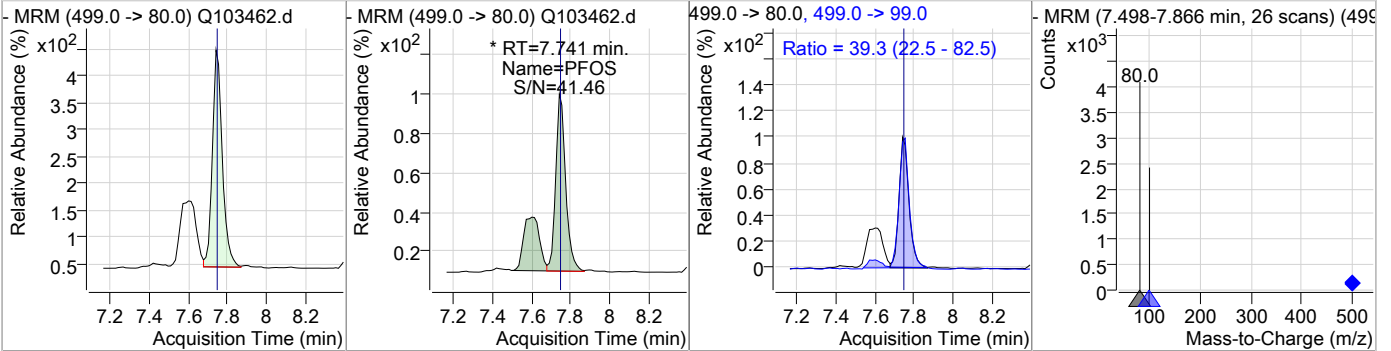 - MRM (499.0 -> 80.0) Q103462.d
Relative Abundance (%)
x10²
4
3.5
3
2
1.5
1
0.5
7.2 7.4 7.6 7.8 8 8.2
Acquisition Time (min)
- MRM (499.0 -> 80.0) Q103462.d
Relative Abundance (%)
x10²
* RT=7.741 min.
Name=PFOS
S/N=41.46
1
0.8
0.6
0.4
0.2
7.2 7.4 7.6 7.8 8 8.2
Acquisition Time (min)
499.0 -> 80.0, 499.0 -> 99.0
Relative Abundance (%)
x10²
Ratio = 39.3 (22.5 - 82.5)
1.6
1.4
1.2
1
0.8
0.6
0.4
0.2
0
7.2 7.4 7.6 7.8 8 8.2
Acquisition Time (min)
- MRM (7.498-7.866 min, 26 scans) (499
Counts
x10³
80.0
4
3.5
3
2.5
2
1.5
1
0.5
0
100 200 300 400 500
Mass-to-Charge (m/z)